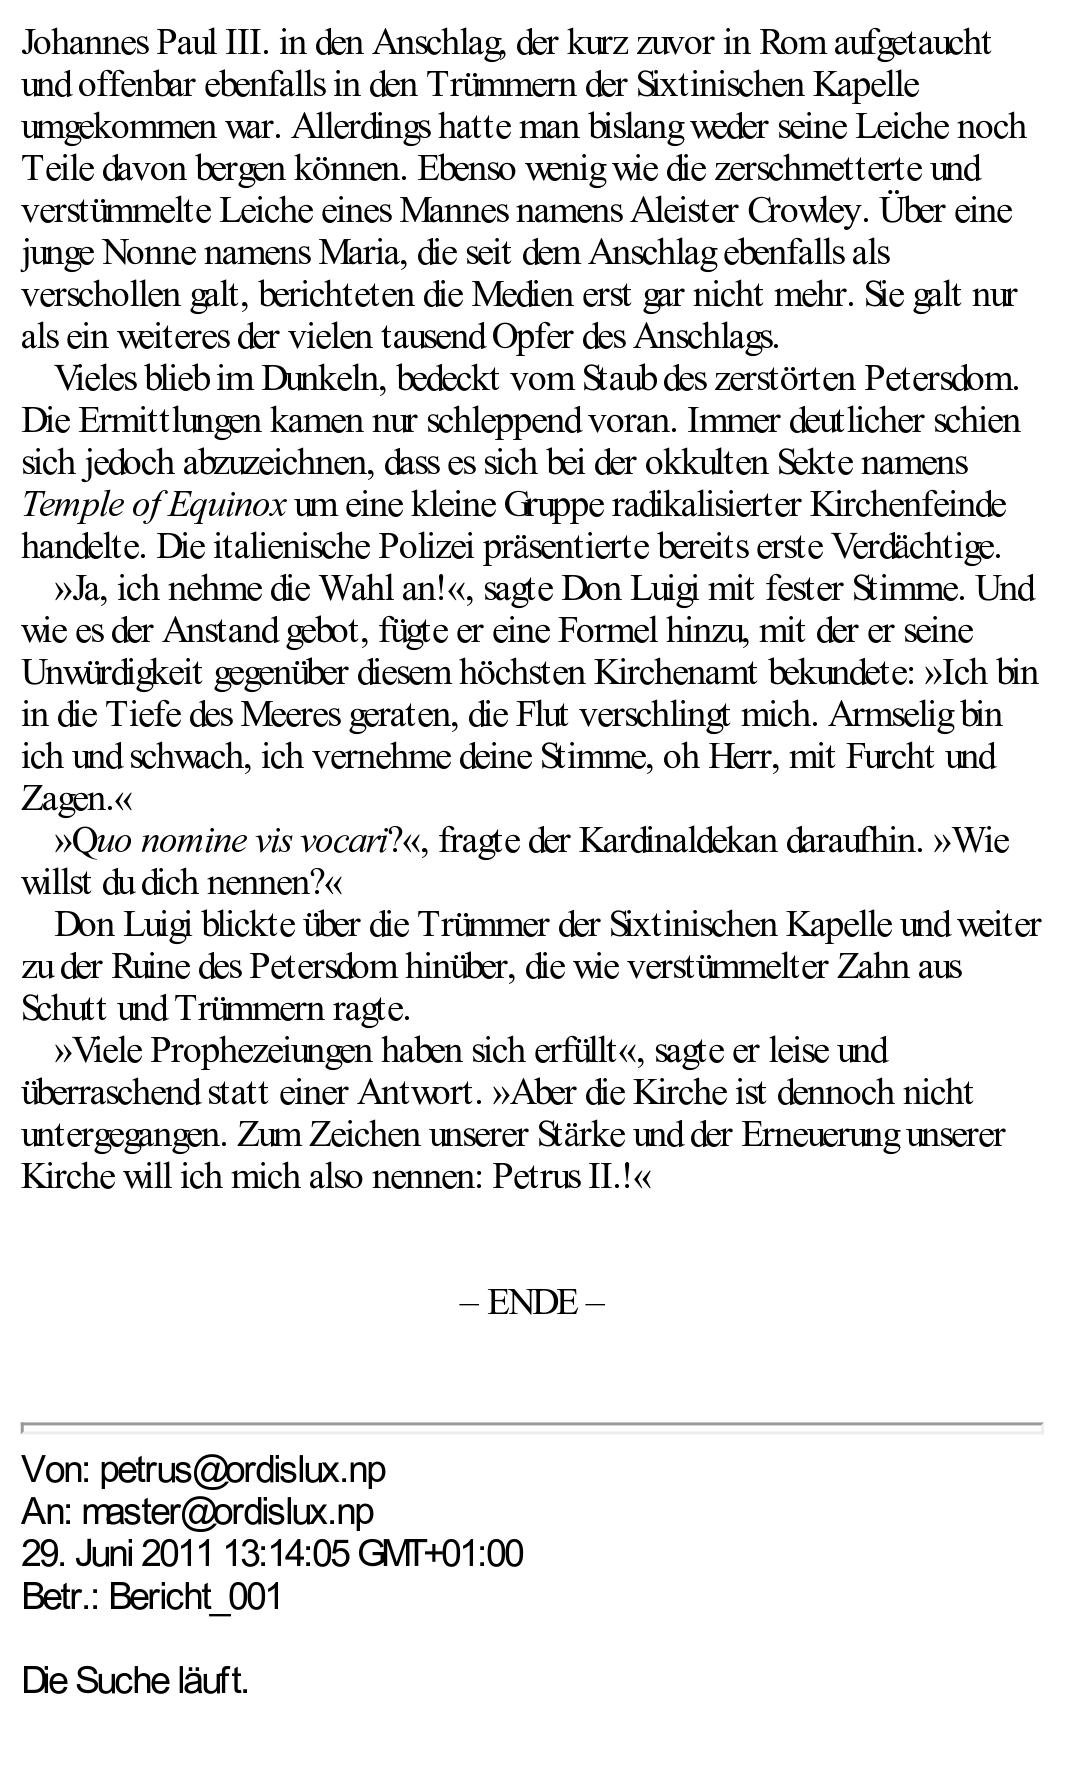 Johannes Paul III. in den Anschlag, der kurz zuvor in Rom aufgetaucht
und offenbar ebenfalls in den Trümmern der Sixtinischen Kapelle
umgekommen war. Allerdings hatte man bislang weder seine Leiche noch
Teile davon bergen können. Ebenso wenig wie die zerschmetterte und
verstümmelte Leiche eines Mannes namens Aleister Crowley. Über eine
junge Nonne namens Maria, die seit dem Anschlag ebenfalls als
verschollen galt, berichteten die Medien erst gar nicht mehr. Sie galt nur
als ein weiteres der vielen tausend Opfer des Anschlags.
Vieles blieb im Dunkeln, bedeckt vom Staub des zerstörten Petersdom.
Die Ermittlungen kamen nur schleppend voran. Immer deutlicher schien
sich jedoch abzuzeichnen, dass es sich bei der okkulten Sekte namens
Temple of Equinox um eine kleine Gruppe radikalisierter Kirchenfeinde
handelte. Die italienische Polizei präsentierte bereits erste Verdächtige.
»Ja, ich nehme die Wahl an!«, sagte Don Luigi mit fester Stimme. Und
wie es der Anstand gebot, fügte er eine Formel hinzu, mit der er seine
Unwürdigkeit gegenüber diesem höchsten Kirchenamt bekundete: »Ich bin
in die Tiefe des Meeres geraten, die Flut verschlingt mich. Armselig bin
ich und schwach, ich vernehme deine Stimme, oh Herr, mit Furcht und
Zagen.«
»Quo nomine vis vocari?«, fragte der Kardinaldekan daraufhin. »Wie
willst du dich nennen?«
Don Luigi blickte über die Trümmer der Sixtinischen Kapelle und weiter
zu der Ruine des Petersdom hinüber, die wie verstümmelter Zahn aus
Schutt und Trümmern ragte.
»Viele Prophezeiungen haben sich erfüllt«, sagte er leise und
überraschend statt einer Antwort. »Aber die Kirche ist dennoch nicht
untergegangen. Zum Zeichen unserer Stärke und der Erneuerung unserer
Kirche will ich mich also nennen: Petrus II.!«
– ENDE –
Von: petrus@ordislux.np
An: master@ordislux.np
29. Juni 2011 13:14:05 GMT+01:00
Betr.: Bericht_001
Die Suche läuft.